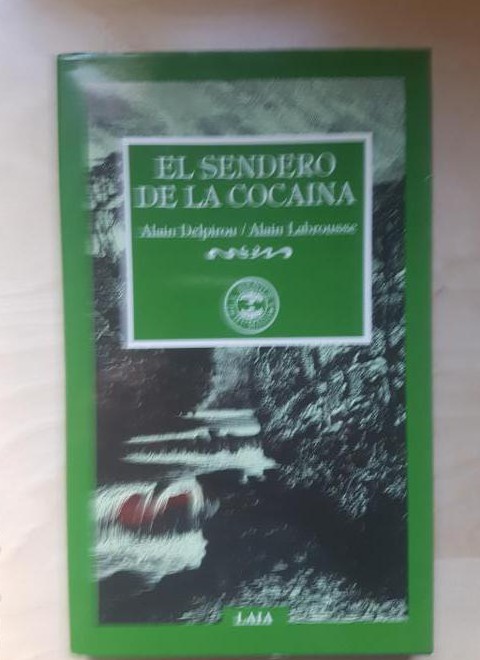 EL SENDERO
DE LA COCAINA
Alain Delpirou / Alain Labrousse
LAIA